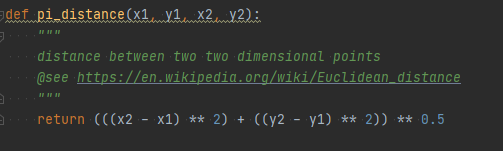 def pi_distance(x1, y1, x2, y2):
    """
    distance between two two dimensional points
    @see https://en.wikipedia.org/wiki/Euclidean_distance
    """
    return (((x2 - x1) ** 2) + ((y2 - y1) ** 2)) ** 0.5